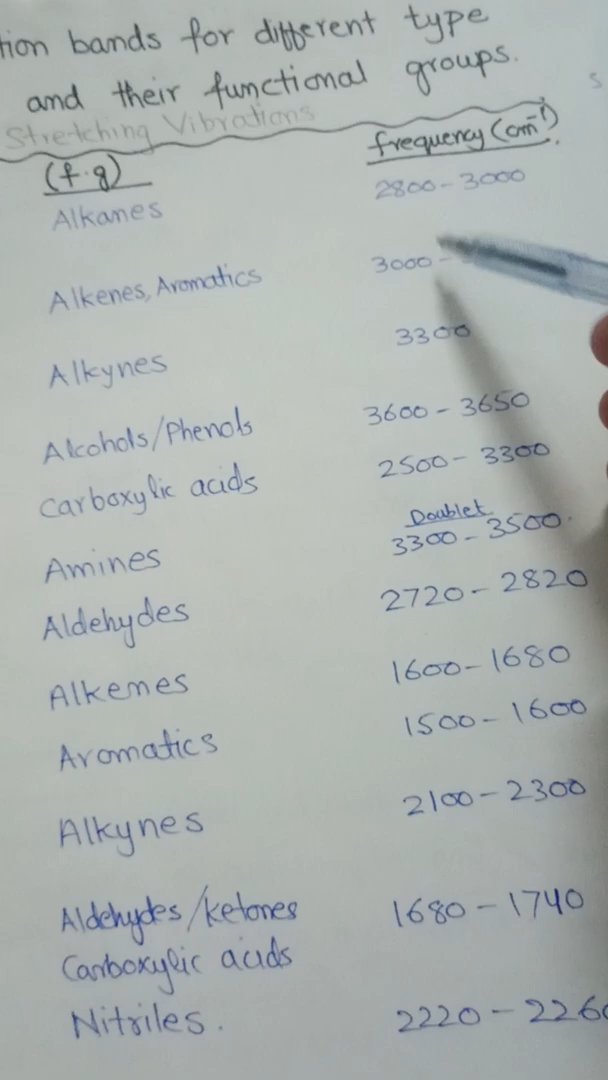 tion bands for different type
and their functional groups.
Stretching Vibrations
(f.g) frequency (cm⁻¹)
Alkanes 2800 - 3000
Alkenes, Aromatics 3000 -
Alkynes 3300
Alcohols/Phenols 3600 - 3650
Carboxylic acids 2500 - 3300
Doublet
Amines 3300 - 3500
Aldehydes 2720 - 2820
Alkenes 1600 - 1680
Aromatics 1500 - 1600
Alkynes 2100 - 2300
Aldehydes/ketones 1680 - 1740
Carboxylic acids
Nitriles. 2220 - 226